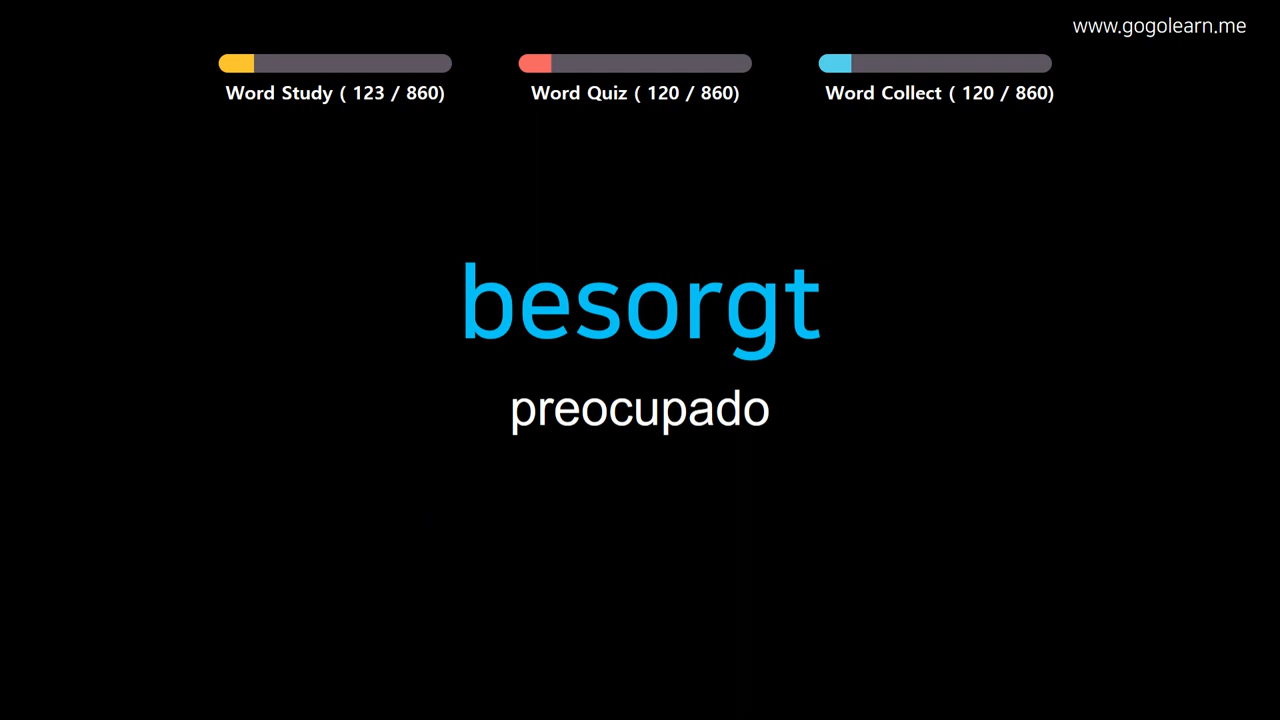 www.gogolearn.me
Word Study ( 123 / 860)
Word Quiz ( 120 / 860)
Word Collect ( 120 / 860)
besorgt
preocupado